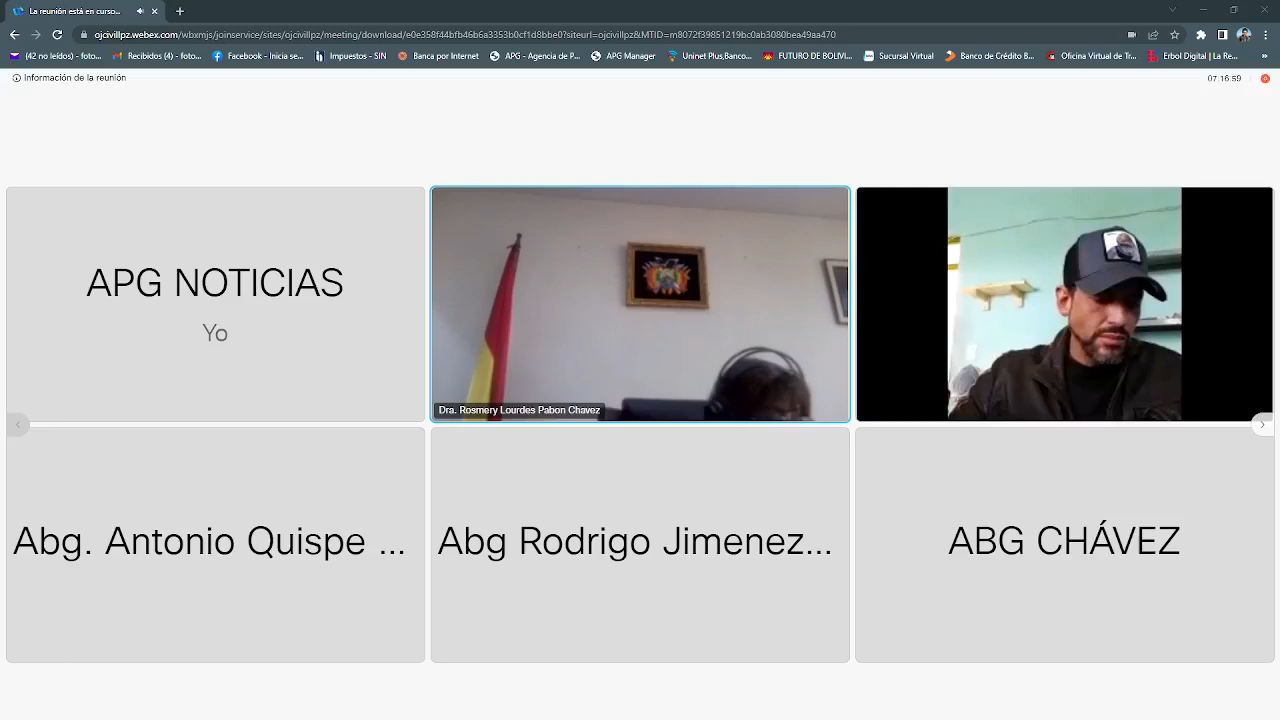 La reunión está en curso...
ojcivillpz.webex.com/wbxmjs/joinservice/sites/ojcivillpz/meeting/download/e0e358f44bfb46b6a3353b0cf1d6bbe0?siteurl=ojcivillpz&MTID=m8072f39851219bc0ab3080bea49aa470
(42 no leído) - foto... Recibidos (4) - foto... Facebook - Inicia se... Impuestos - SIN Banca por Internet APG - Agencia de P... APG Manager Uninet Plus,Banco... FUTURO DE BOLIVI... Sucursal Virtual Banco de Crédito B... Oficina Virtual de Tr... Erbol Digital | La Re...
Información de la reunión
07:16:59
APG NOTICIAS
Yo
Dra. Rosmery Lourdes Pabon Chavez
Abg. Antonio Quispe ...
Abg Rodrigo Jimenez...
ABG CHÁVEZ